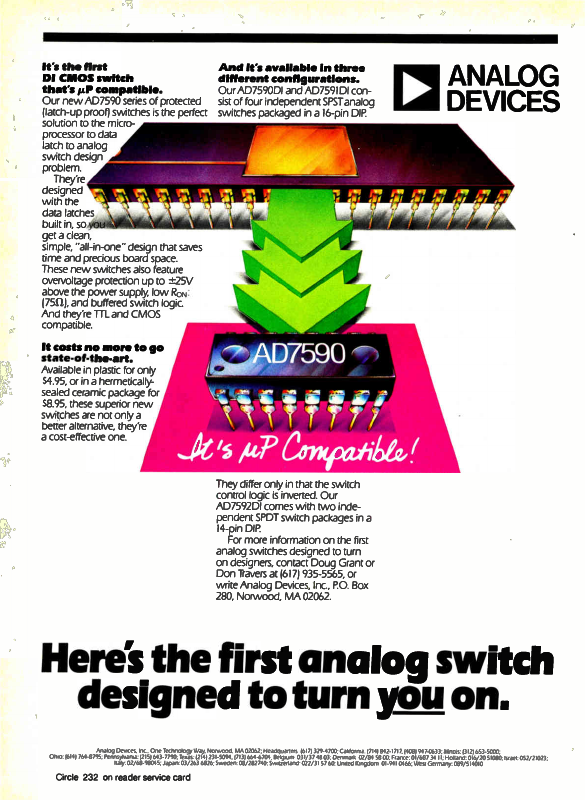 It's the first
DI CMOS switch
that's µP compatible.
Our new AD7590 series of protected
(latch-up proof) switches is the perfect
solution to the micro-
processor to data
latch to analog
switch design
problem.
They're
designed
with the
data latches
built in, so you
get a clean,
simple, "all-in-one" design that saves
time and precious board space.
These new switches also feature
overvoltage protection up to ±25V
above the power supply, low RON:
(75Ω), and buffered switch logic.
And they're TTL and CMOS
compatible.
It costs no more to go
state-of-the-art.
Available in plastic for only
$4.95, or in a hermetically-
sealed ceramic package for
$8.95, these superior new
switches are not only a
better alternative, they're
a cost-effective one.
And it's available in three
different configurations.
Our AD7590DI and AD7591DI con-
sist of four independent SPST analog
switches packaged in a 16-pin DIP.
ANALOG
DEVICES
AD7590
It's µP Compatible!
They differ only in that the switch
control logic is inverted. Our
AD7592DI comes with two inde-
pendent SPDT switch packages in a
14-pin DIP.
For more information on the first
analog switches designed to turn
on designers, contact Doug Grant or
Don Travers at (617) 935-5565, or
write Analog Devices, Inc., P.O. Box
280, Norwood, MA 02062.
Here's the first analog switch
designed to turn you on.
Analog Devices, Inc., One Technology Way, Norwood, MA 02062; Headquarters: (617) 329-4700; California: (714) 842-1717, (408) 947-0633; Illinois: (312) 653-5000;
Ohio: (614) 764-8795; Pennsylvania: (215) 643-7790; Texas: (214) 231-5094, (713) 664-6704; Belgium: 031/37 48 03; Denmark: 02/84 58 00; France: 01/687 34 11; Holland: 016/20 51080; Israel: 052/21023;
Italy: 02/68-98045; Japan: 03/263 6826; Sweden: 08/282740; Switzerland: 022/31 57 60; United Kingdom: 01-941 0466; West Germany: 089/514010
Circle 232 on reader service card